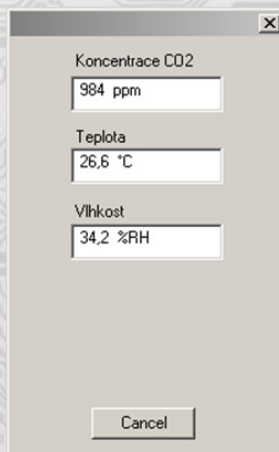 Koncentrace CO2
984 ppm
Teplota
26,6 °C
Vlhkost
34,2 %RH
Cancel